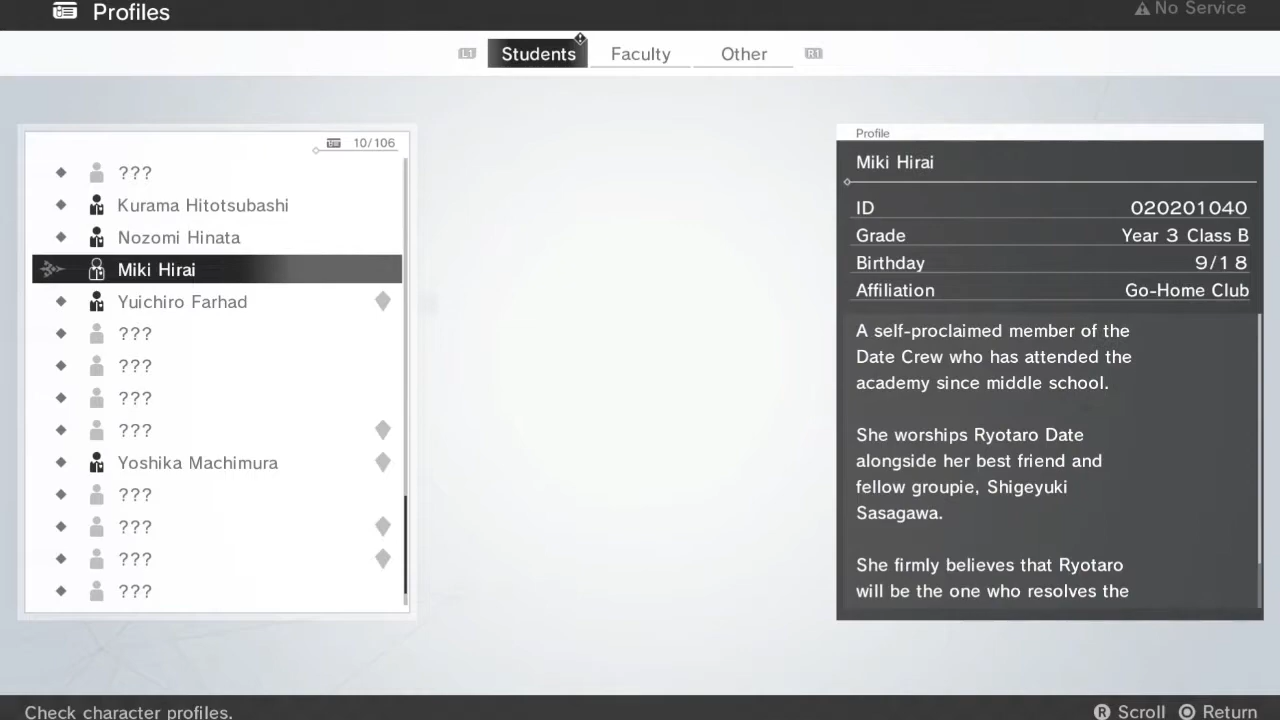 Profiles
No Service
L1
Students
Faculty
Other
R1
10/106
???
Kurama Hitotsubashi
Nozomi Hinata
Miki Hirai
Yuichiro Farhad
???
???
???
???
Yoshika Machimura
???
???
???
???
Profile
Miki Hirai
ID 020201040
Grade Year 3 Class B
Birthday 9/18
Affiliation Go-Home Club
A self-proclaimed member of the
Date Crew who has attended the
academy since middle school.
She worships Ryotaro Date
alongside her best friend and
fellow groupie, Shigeyuki
Sasagawa.
She firmly believes that Ryotaro
will be the one who resolves the
Check character profiles.
R Scroll Return